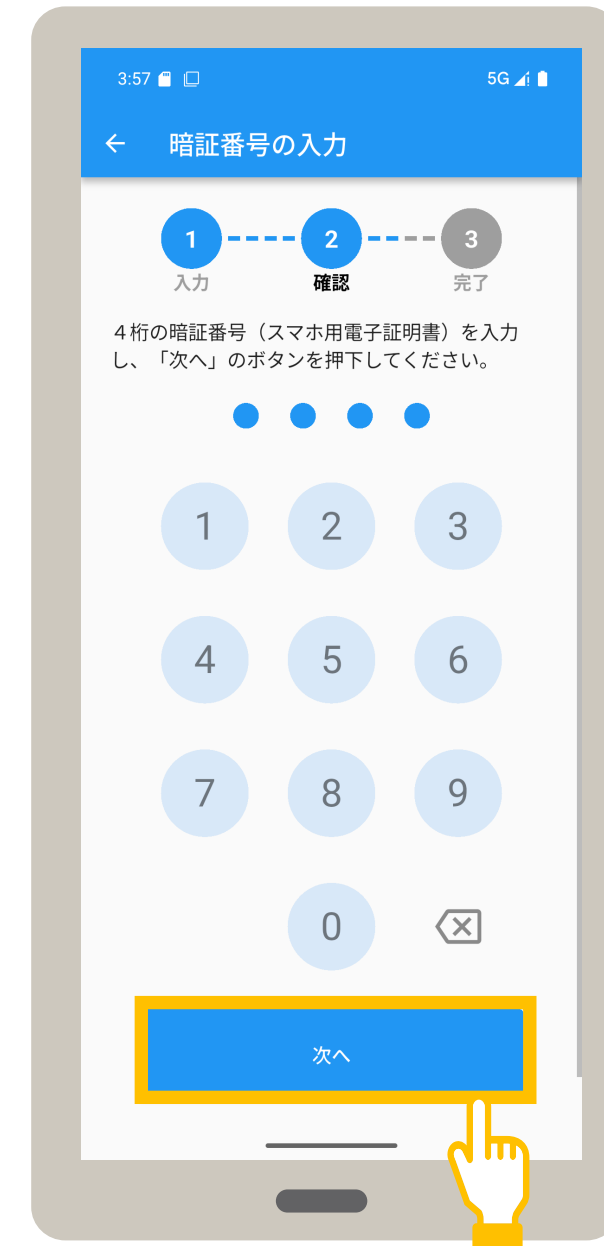 3:57 5G
暗証番号の入力
1 2 3
入力 確認 完了
４桁の暗証番号（スマホ用電子証明書）を入力
し、「次へ」のボタンを押下してください。
1 2 3
4 5 6
7 8 9
0
次へ